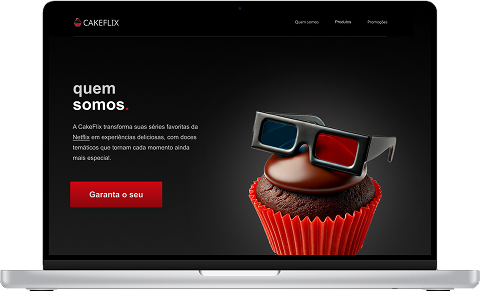 CAKEFLIX
Quem somos Produtos Promoções
quem
somos.
A CakeFlix transforma suas séries favoritas da
Netflix em experiências deliciosas, com doces
temáticos que tornam cada momento ainda
mais especial.
Garanta o seu